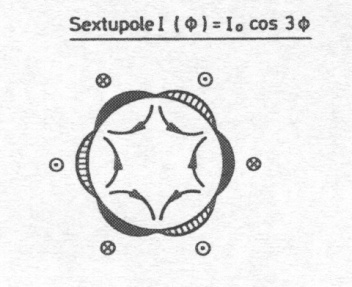 Sextupole I (Φ) = I₀ cos 3Φ